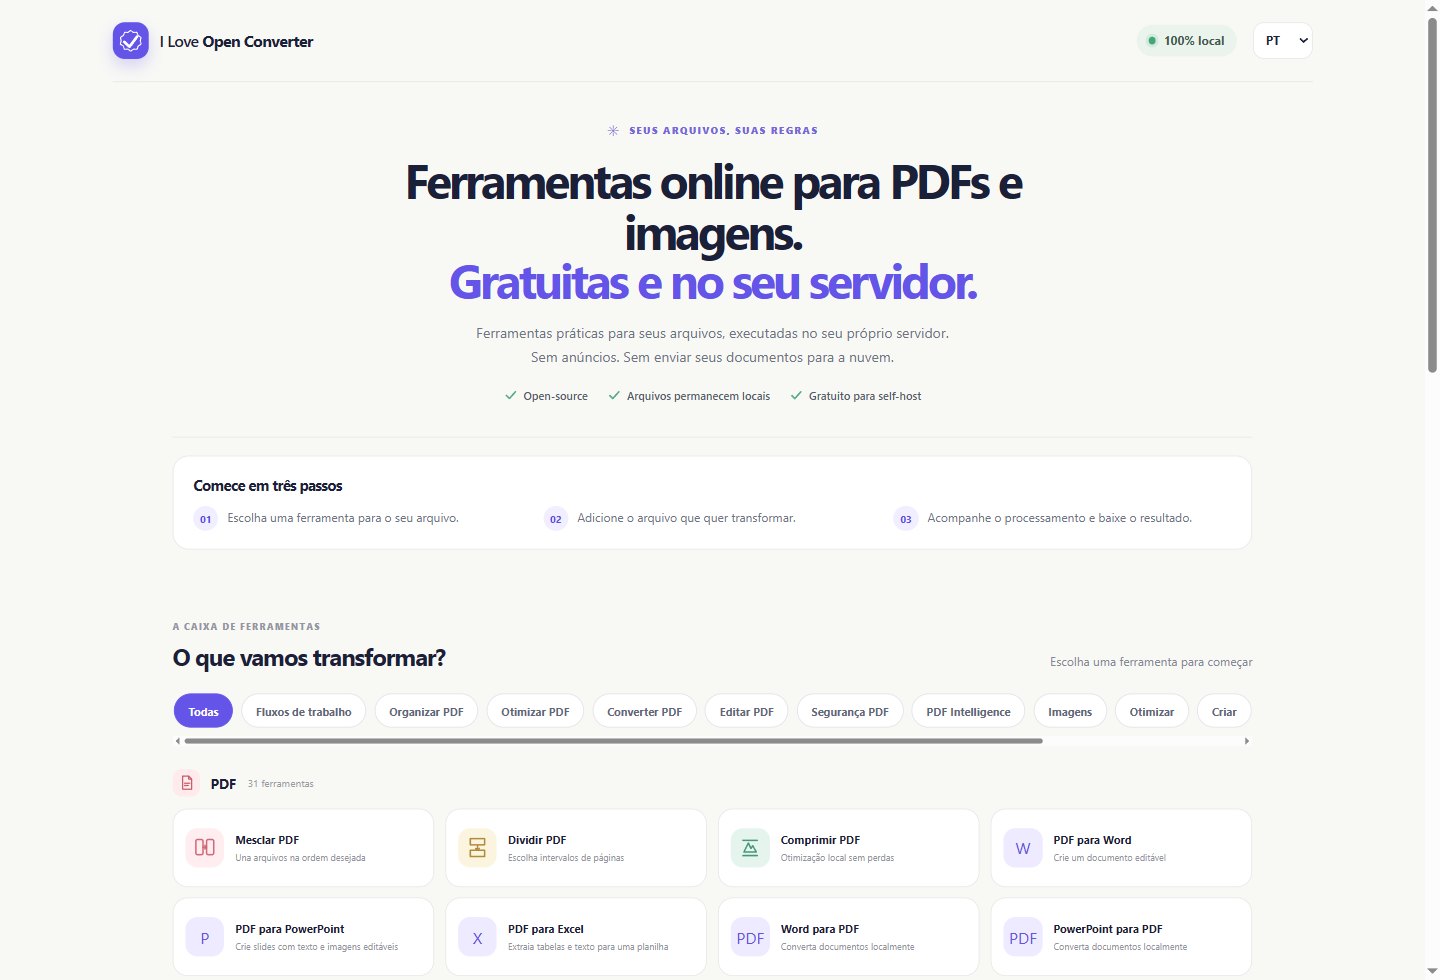 I Love Open Converter
100% local
PT
SEUS ARQUIVOS, SUAS REGRAS
Ferramentas online para PDFs e
imagens.
Gratuitas e no seu servidor.
Ferramentas práticas para seus arquivos, executadas no seu próprio servidor.
Sem anúncios. Sem enviar seus documentos para a nuvem.
Open-source
Arquivos permanecem locais
Gratuito para self-host
Comece em três passos
01 Escolha uma ferramenta para o seu arquivo.
02 Adicione o arquivo que quer transformar.
03 Acompanhe o processamento e baixe o resultado.
A CAIXA DE FERRAMENTAS
O que vamos transformar?
Escolha uma ferramenta para começar
Todas
Fluxos de trabalho
Organizar PDF
Otimizar PDF
Converter PDF
Editar PDF
Segurança PDF
PDF Intelligence
Imagens
Otimizar
Criar
PDF 31 ferramentas
Mesclar PDF
Una arquivos na ordem desejada
Dividir PDF
Escolha intervalos de páginas
Comprimir PDF
Otimização local sem perdas
W
PDF para Word
Crie um documento editável
P
PDF para PowerPoint
Crie slides com texto e imagens editáveis
X
PDF para Excel
Extraia tabelas e texto para uma planilha
PDF
Word para PDF
Converta documentos localmente
PDF
PowerPoint para PDF
Converta documentos localmente